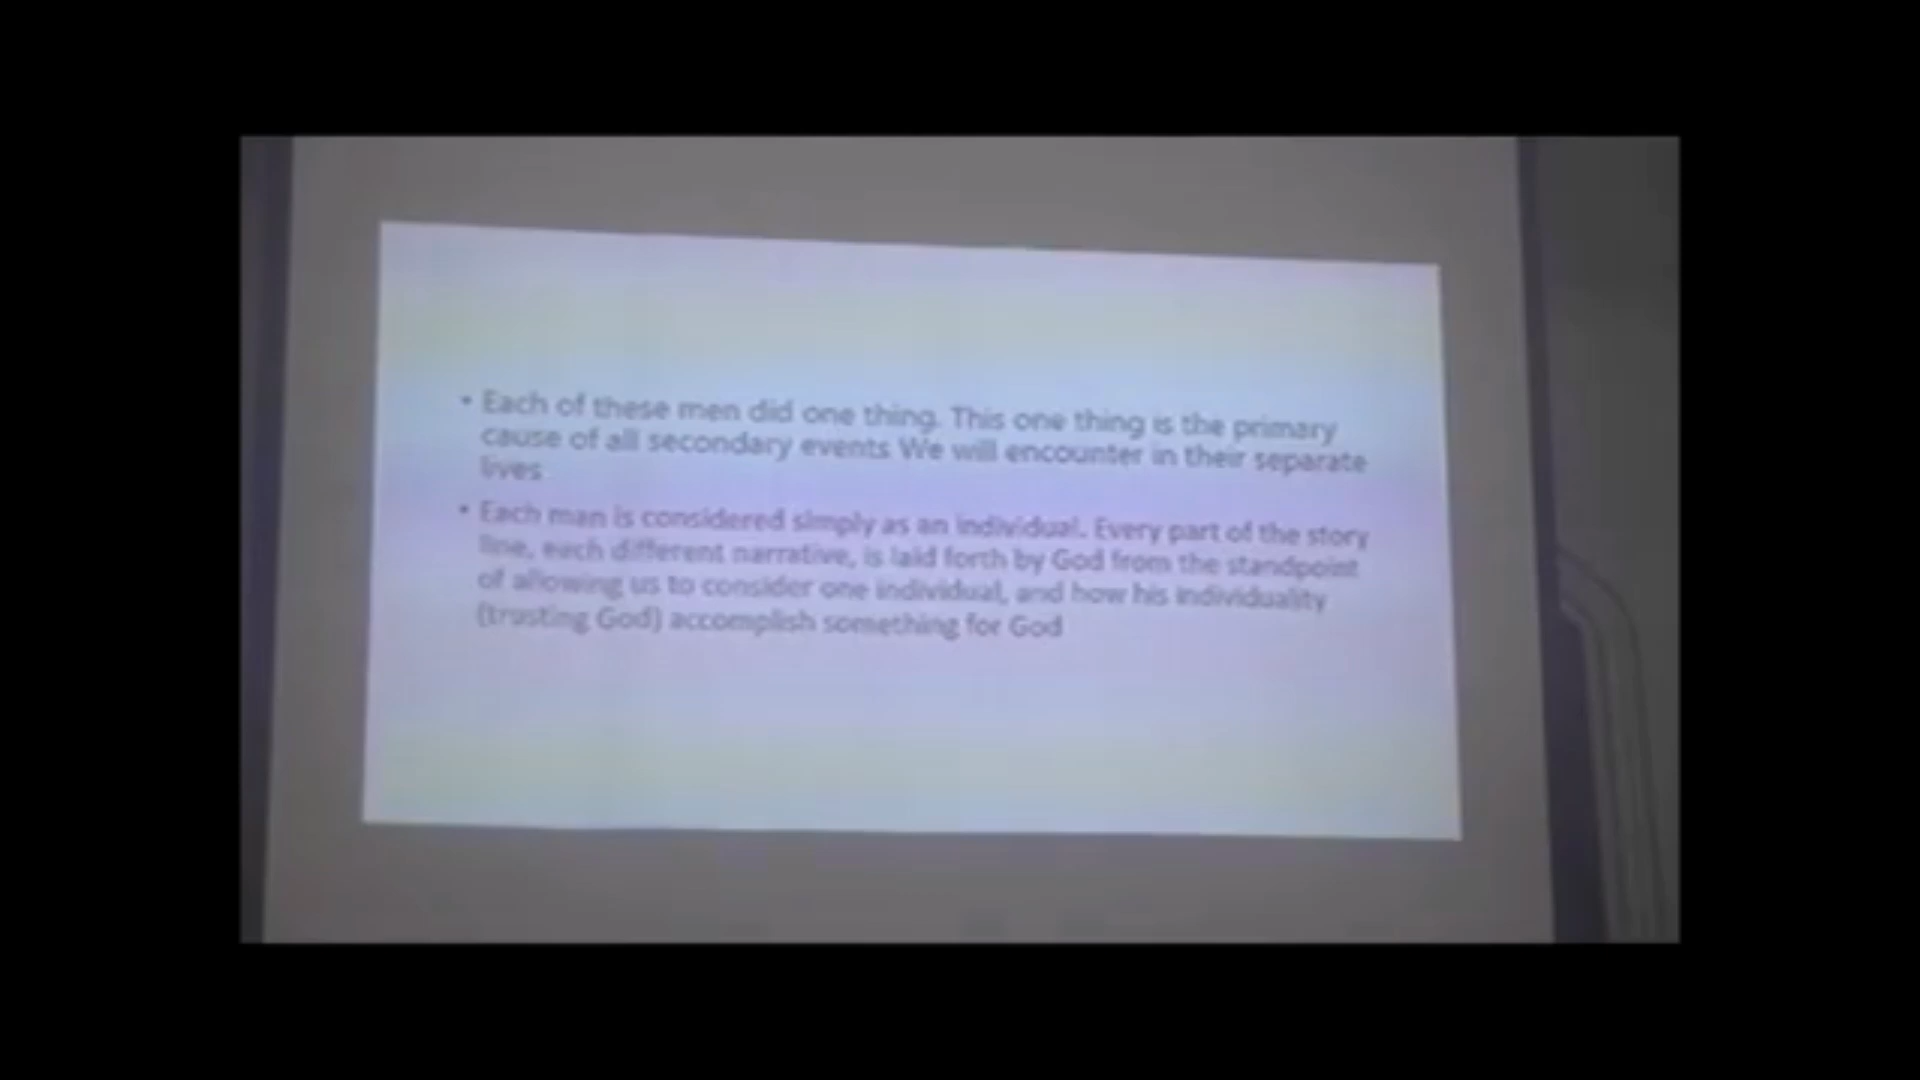 • Each of these men did one thing. This one thing is the primary
cause of all secondary events We will encounter in their separate
lives
• Each man is considered simply as an individual. Every part of the story
line, each different narrative, is laid forth by God from the standpoint
of allowing us to consider one individual, and how his individuality
(trusting God) accomplish something for God